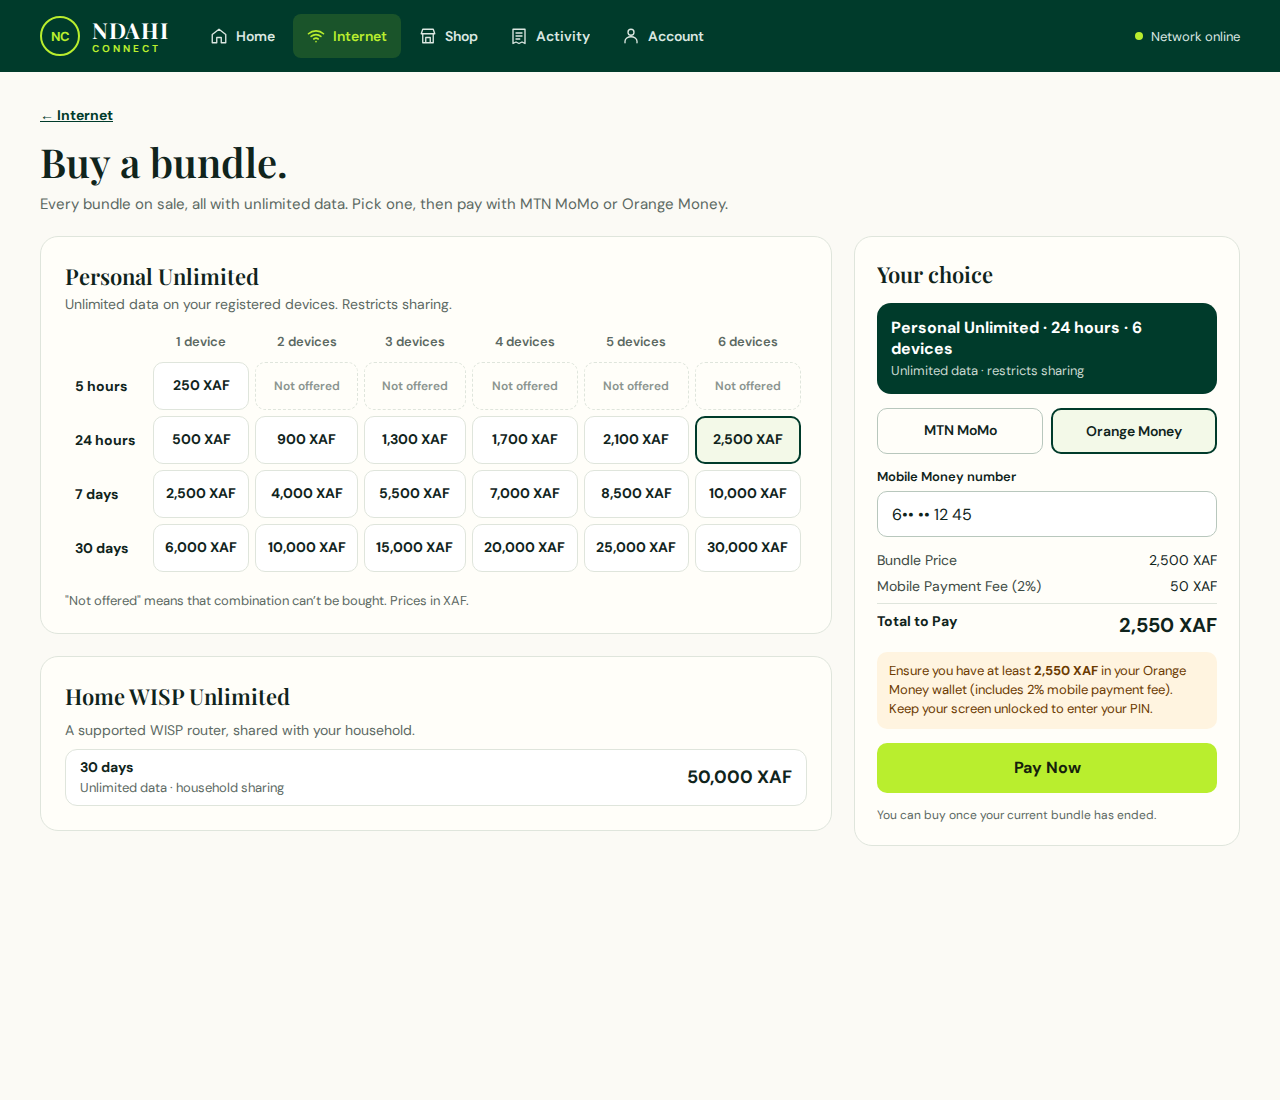 NC
NDAHI
CONNECT
Home
Internet
Shop
Activity
Account
Network online
← Internet
Buy a bundle.
Every bundle on sale, all with unlimited data. Pick one, then pay with MTN MoMo or Orange Money.
Personal Unlimited
Unlimited data on your registered devices. Restricts sharing.
1 device 2 devices 3 devices 4 devices 5 devices 6 devices
5 hours 250 XAF Not offered Not offered Not offered Not offered Not offered
24 hours 500 XAF 900 XAF 1,300 XAF 1,700 XAF 2,100 XAF 2,500 XAF
7 days 2,500 XAF 4,000 XAF 5,500 XAF 7,000 XAF 8,500 XAF 10,000 XAF
30 days 6,000 XAF 10,000 XAF 15,000 XAF 20,000 XAF 25,000 XAF 30,000 XAF
"Not offered" means that combination can't be bought. Prices in XAF.
Home WISP Unlimited
A supported WISP router, shared with your household.
30 days
Unlimited data · household sharing
50,000 XAF
Your choice
Personal Unlimited · 24 hours · 6
devices
Unlimited data · restricts sharing
MTN MoMo
Orange Money
Mobile Money number
6•• •• 12 45
Bundle Price 2,500 XAF
Mobile Payment Fee (2%) 50 XAF
Total to Pay 2,550 XAF
Ensure you have at least 2,550 XAF in your Orange
Money wallet (includes 2% mobile payment fee).
Keep your screen unlocked to enter your PIN.
Pay Now
You can buy once your current bundle has ended.